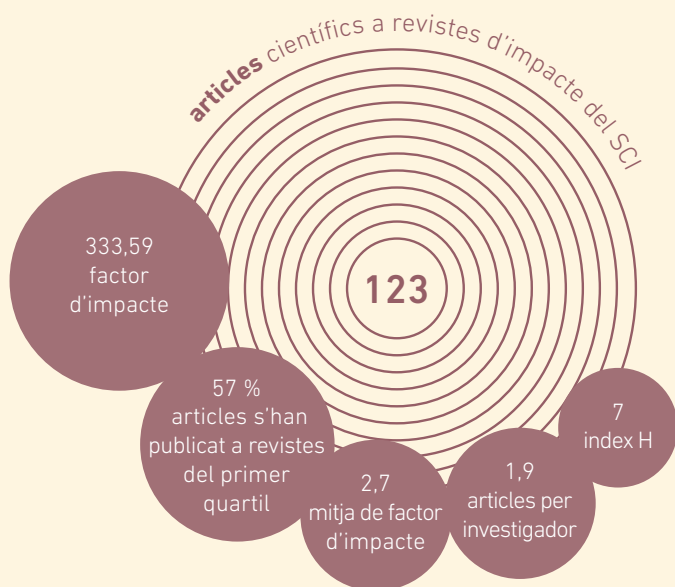 articles científics a revistes d'impacte del SCI
123
333,59
factor
d'impacte
57 %
articles s'han
publicat a revistes
del primer
quartil
2,7
mitja de factor
d'impacte
1,9
articles per
investigador
7
index H